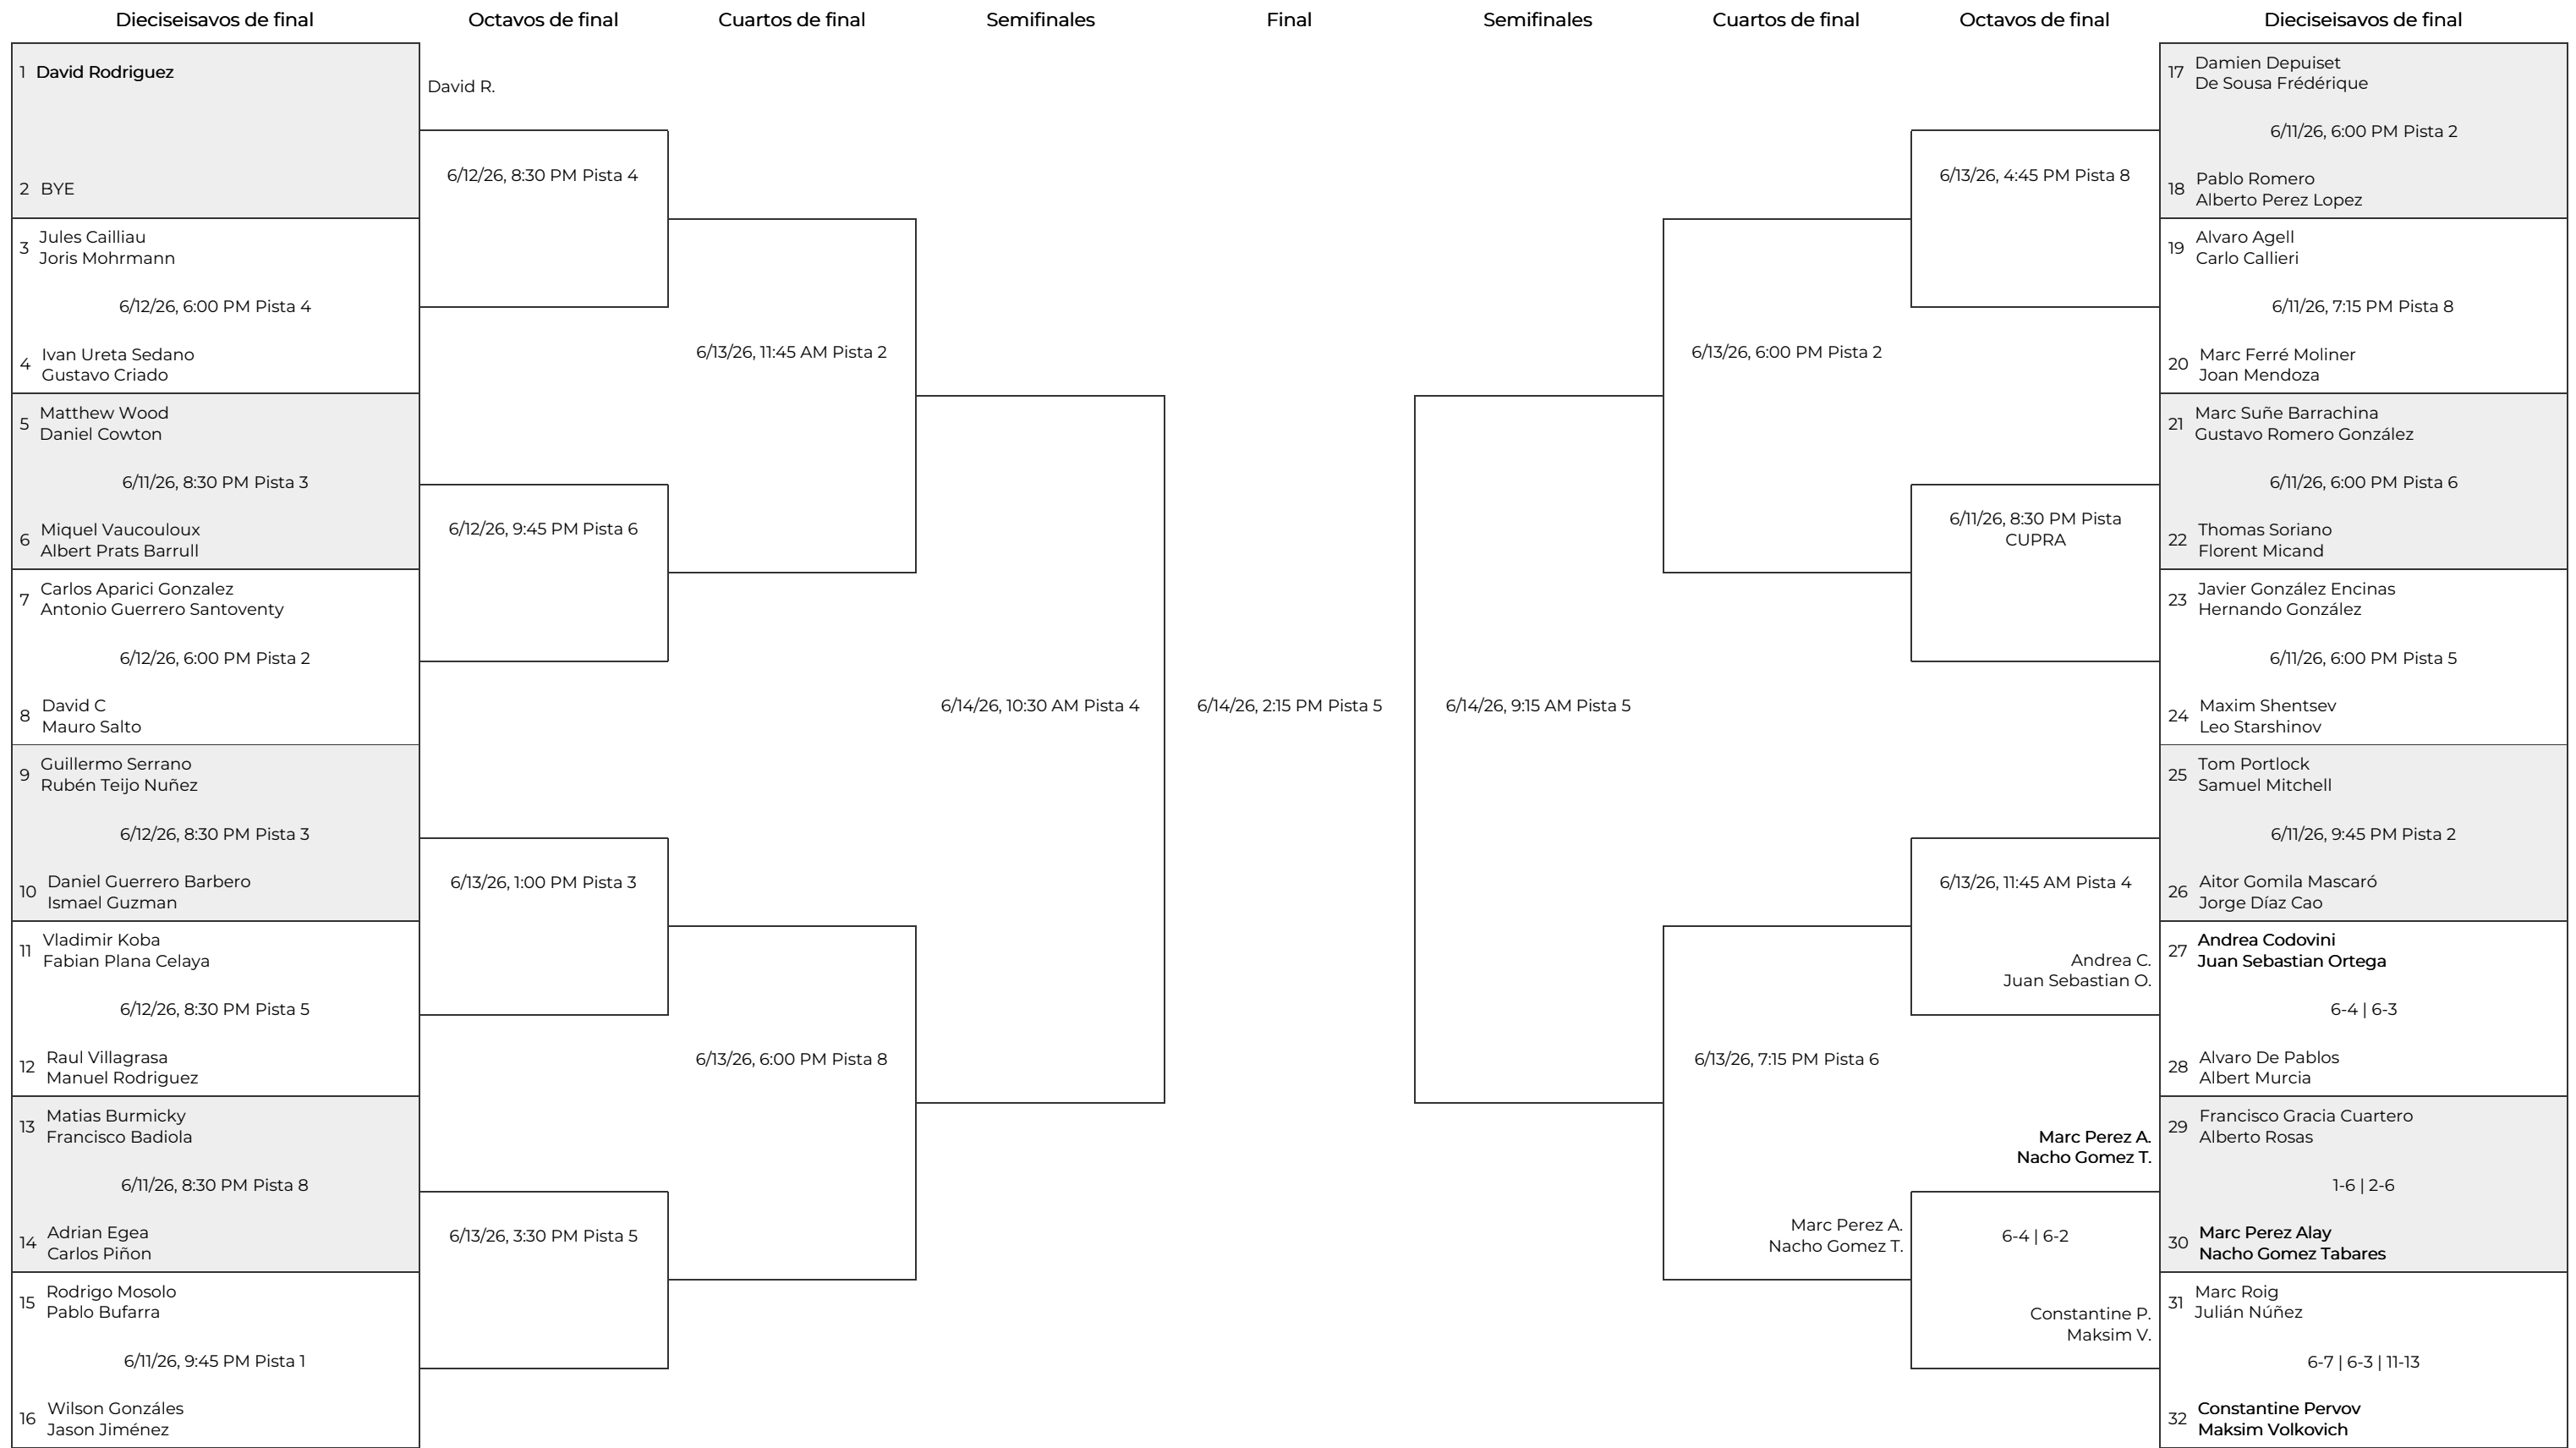 Dieciseisavos de final
Octavos de final
Cuartos de final
Semifinales
Final
Semifinales
Cuartos de final
Octavos de final
Dieciseisavos de final
1 David Rodriguez
2 BYE
3 Jules Cailliau
Joris Mohrmann
6/12/26, 6:00 PM Pista 4
4 Ivan Ureta Sedano
Gustavo Criado
5 Matthew Wood
Daniel Cowton
6/11/26, 8:30 PM Pista 3
6 Miquel Vaucouloux
Albert Prats Barrull
7 Carlos Aparici Gonzalez
Antonio Guerrero Santoventy
6/12/26, 6:00 PM Pista 2
8 David C
Mauro Salto
9 Guillermo Serrano
Rubén Teijo Nuñez
6/12/26, 8:30 PM Pista 3
10 Daniel Guerrero Barbero
Ismael Guzman
11 Vladimir Koba
Fabian Plana Celaya
6/12/26, 8:30 PM Pista 5
12 Raul Villagrasa
Manuel Rodriguez
13 Matias Burmicky
Francisco Badiola
6/11/26, 8:30 PM Pista 8
14 Adrian Egea
Carlos Piñon
15 Rodrigo Mosolo
Pablo Bufarra
6/11/26, 9:45 PM Pista 1
16 Wilson Gonzáles
Jason Jiménez
David R.
6/12/26, 8:30 PM Pista 4
6/12/26, 9:45 PM Pista 6
6/13/26, 1:00 PM Pista 3
6/13/26, 3:30 PM Pista 5
6/13/26, 11:45 AM Pista 2
6/13/26, 6:00 PM Pista 8
6/14/26, 10:30 AM Pista 4
6/14/26, 2:15 PM Pista 5
6/14/26, 9:15 AM Pista 5
6/13/26, 6:00 PM Pista 2
6/13/26, 7:15 PM Pista 6
Marc Perez A.
Nacho Gomez T.
6/13/26, 4:45 PM Pista 8
6/11/26, 8:30 PM Pista
CUPRA
6/13/26, 11:45 AM Pista 4
Andrea C.
Juan Sebastian O.
Marc Perez A.
Nacho Gomez T.
6-4 | 6-2
Constantine P.
Maksim V.
17 Damien Depuiset
De Sousa Frédérique
6/11/26, 6:00 PM Pista 2
18 Pablo Romero
Alberto Perez Lopez
19 Alvaro Agell
Carlo Callieri
6/11/26, 7:15 PM Pista 8
20 Marc Ferré Moliner
Joan Mendoza
21 Marc Suñe Barrachina
Gustavo Romero González
6/11/26, 6:00 PM Pista 6
22 Thomas Soriano
Florent Micand
23 Javier González Encinas
Hernando González
6/11/26, 6:00 PM Pista 5
24 Maxim Shentsev
Leo Starshinov
25 Tom Portlock
Samuel Mitchell
6/11/26, 9:45 PM Pista 2
26 Aitor Gomila Mascaró
Jorge Díaz Cao
27 Andrea Codovini
Juan Sebastian Ortega
6-4 | 6-3
28 Alvaro De Pablos
Albert Murcia
29 Francisco Gracia Cuartero
Alberto Rosas
1-6 | 2-6
30 Marc Perez Alay
Nacho Gomez Tabares
31 Marc Roig
Julián Núñez
6-7 | 6-3 | 11-13
32 Constantine Pervov
Maksim Volkovich